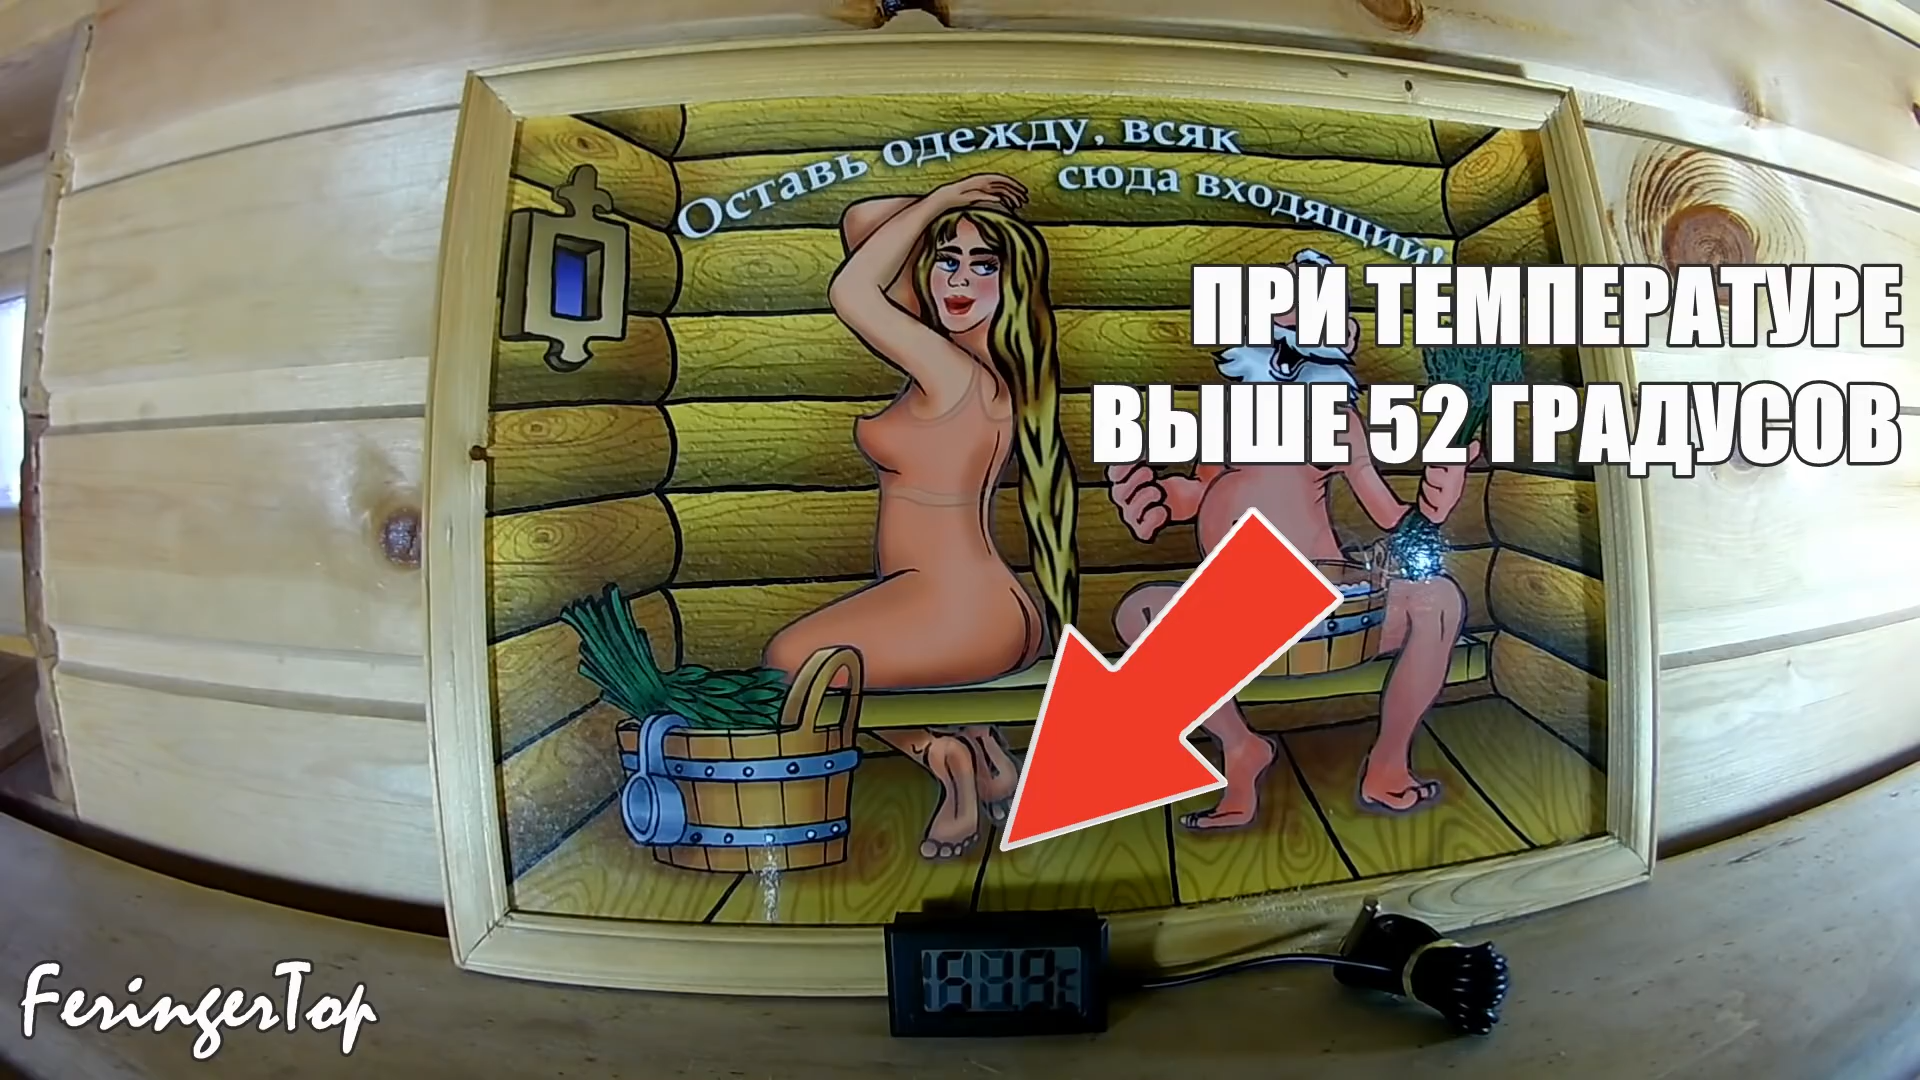 Оставь одежду, всяк
сюда входящий!
ПРИ ТЕМПЕРАТУРЕ
ВЫШЕ 52 ГРАДУСОВ
FeringerTop